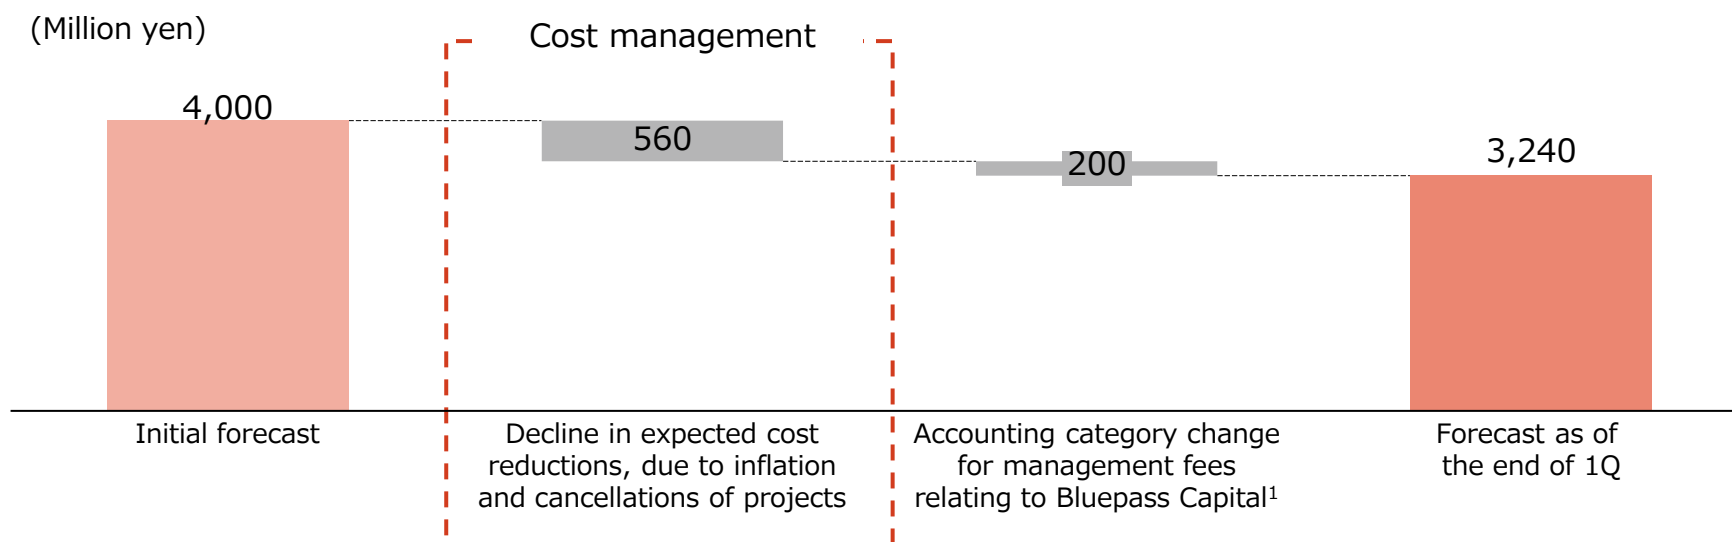 (Million yen)
Cost management
4,000
560
200
3,240
Initial forecast
Decline in expected cost
reductions, due to inflation
and cancellations of projects
Accounting category change
for management fees
relating to Bluepass Capital¹
Forecast as of
the end of 1Q